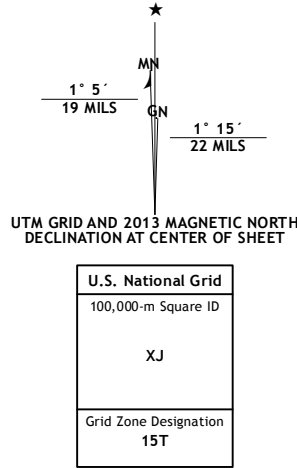 ★
MN
1° 5´
19 MILS
GN
1° 15´
22 MILS
UTM GRID AND 2013 MAGNETIC NORTH
DECLINATION AT CENTER OF SHEET
U.S. National Grid
100,000-m Square ID
XJ
Grid Zone Designation
15T